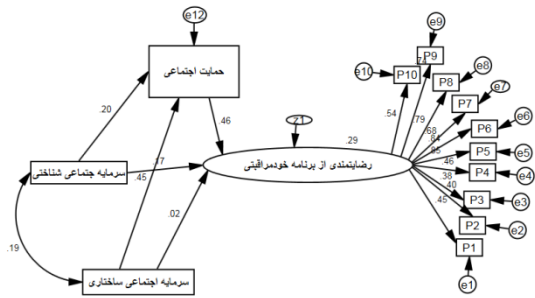 e12
حمایت اجتماعی
e9
P9
.74
e10
P10
e8
P8
e7
P7
.20
.46
z1
.29
.54
.79
.68
.84
e6
P6
e5
P5
سرمایه جتماعی شناختی
.45
رضایتمندی از برنامه خودمراقبتی
.46
P4
e4
.38
.40
P3
e3
.02
.45
P2
e2
.19
P1
سرمایه اجتماعی ساختاری
e1